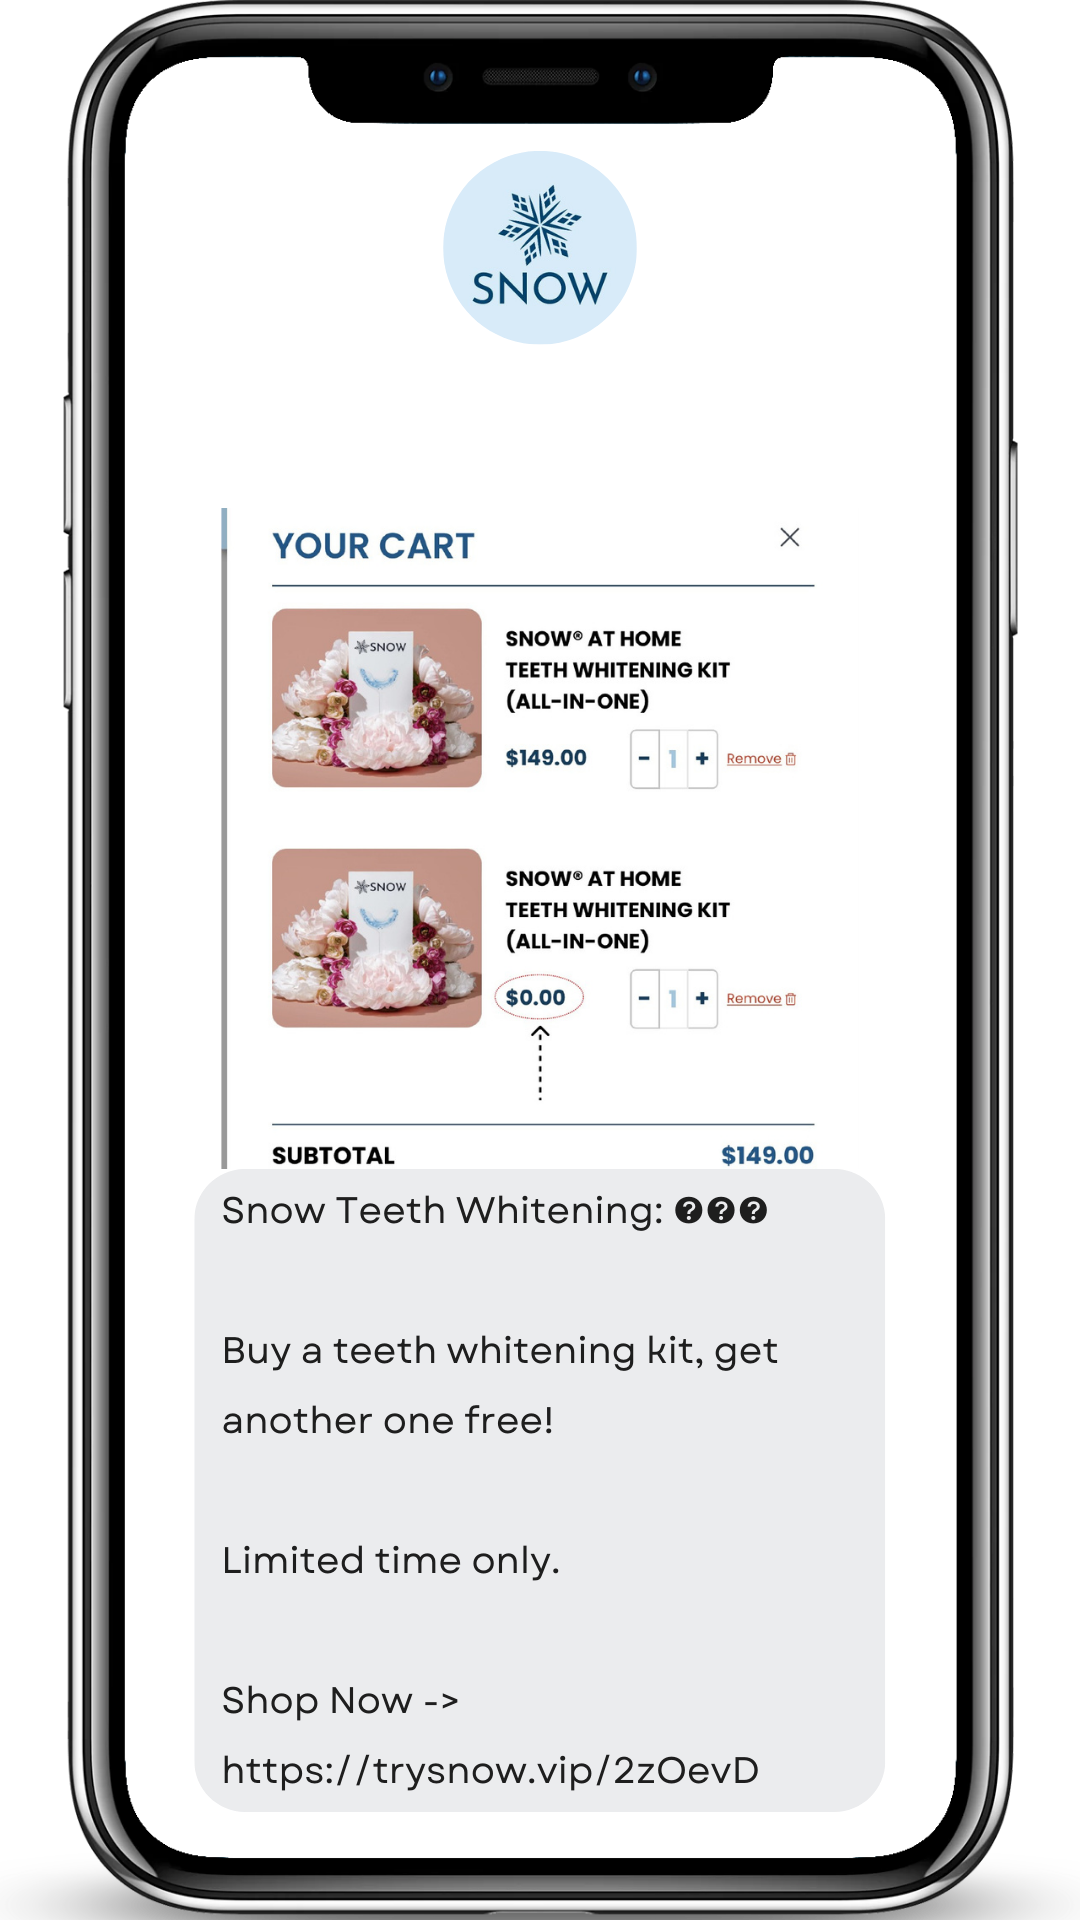 SNOW
YOUR CART
SNOW
SNOW® AT HOME
TEETH WHITENING KIT
(ALL-IN-ONE)
$149.00
- 1 +
Remove
SNOW
SNOW® AT HOME
TEETH WHITENING KIT
(ALL-IN-ONE)
$0.00
- 1 +
Remove
SUBTOTAL $149.00
Snow Teeth Whitening: ???
Buy a teeth whitening kit, get
another one free!
Limited time only.
Shop Now ->
https://trysnow.vip/2zOevD